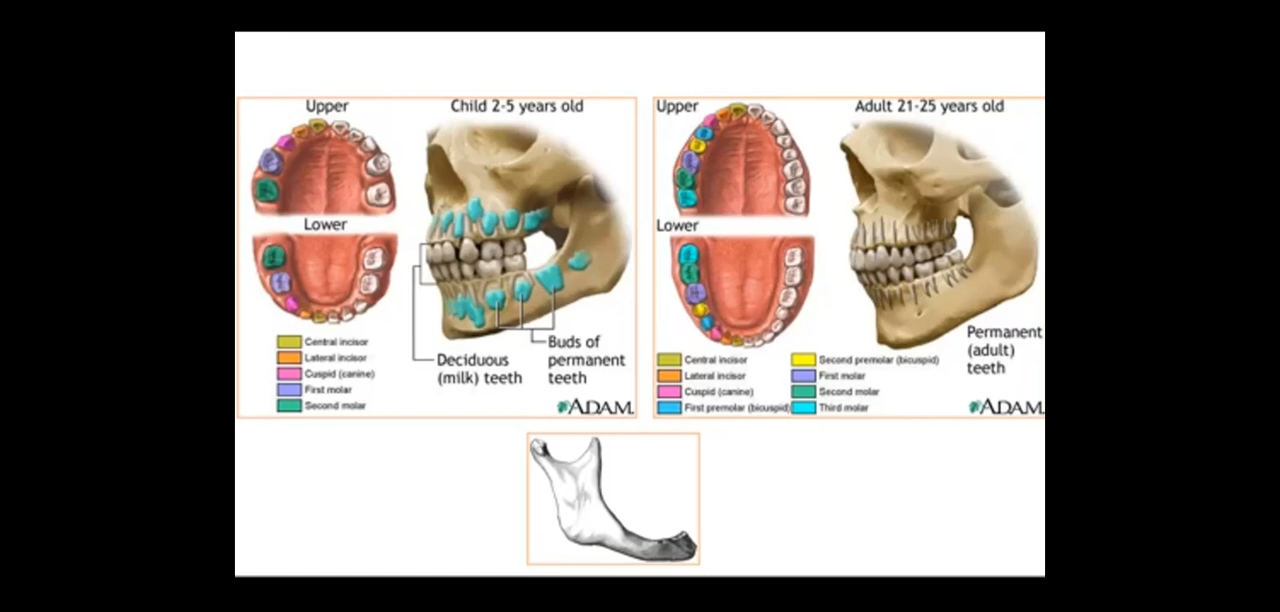 Upper
Child 2-5 years old
Lower
Central incisor
Lateral incisor
Cuspid (canine)
First molar
Second molar
Deciduous
(milk) teeth
Buds of
permanent
teeth
ADAM.
Upper
Adult 21-25 years old
Lower
Permanent
(adult)
teeth
Central incisor
Lateral incisor
Cuspid (canine)
First premolar (bicuspid)
Second premolar (bicuspid)
First molar
Second molar
Third molar
ADAM.